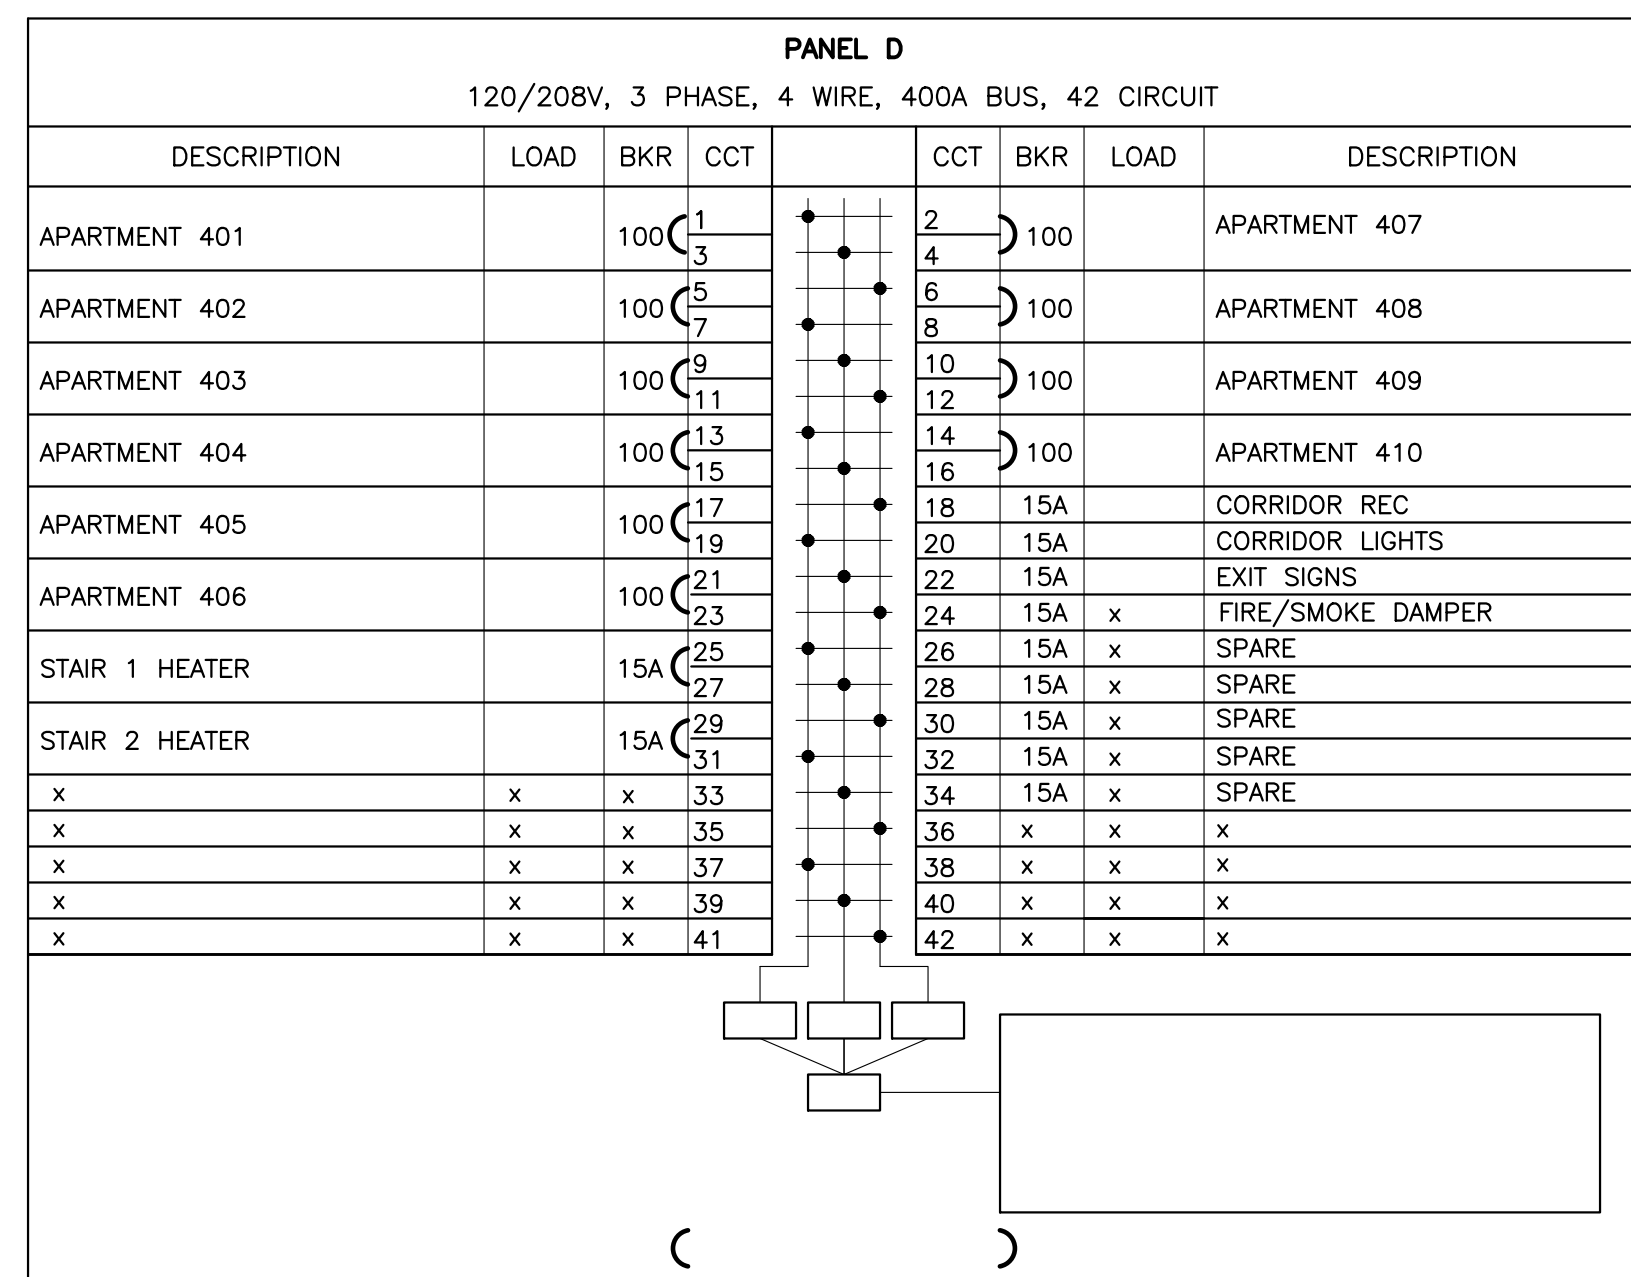 PANEL D
120/208V, 3 PHASE, 4 WIRE, 400A BUS, 42 CIRCUIT
DESCRIPTION LOAD BKR CCT CCT BKR LOAD DESCRIPTION
APARTMENT 401 100 1 3 2 4 100 APARTMENT 407
APARTMENT 402 100 5 7 6 8 100 APARTMENT 408
APARTMENT 403 100 9 11 10 12 100 APARTMENT 409
APARTMENT 404 100 13 15 14 16 100 APARTMENT 410
APARTMENT 405 100 17 19 18 15A CORRIDOR REC
20 15A CORRIDOR LIGHTS
APARTMENT 406 100 21 23 22 15A EXIT SIGNS
24 15A x FIRE/SMOKE DAMPER
STAIR 1 HEATER 15A 25 27 26 15A x SPARE
28 15A x SPARE
STAIR 2 HEATER 15A 29 31 30 15A x SPARE
32 15A x SPARE
x x x 33 34 15A x SPARE
x x x 35 36 x x x
x x x 37 38 x x x
x x x 39 40 x x x
x x x 41 42 x x x